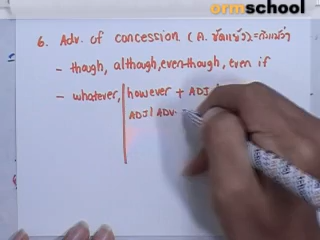 ormschool
6. Adv. of concession (A. ขัดแย้ง) = ถึงแม้ว่า
- though, although, even though, even if
- whatever, however + ADJ
ADJ / ADV.